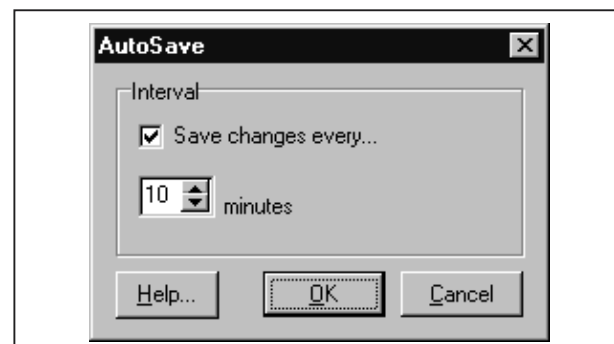 AutoSave
Interval
Save changes every...
10 minutes
Help... OK Cancel